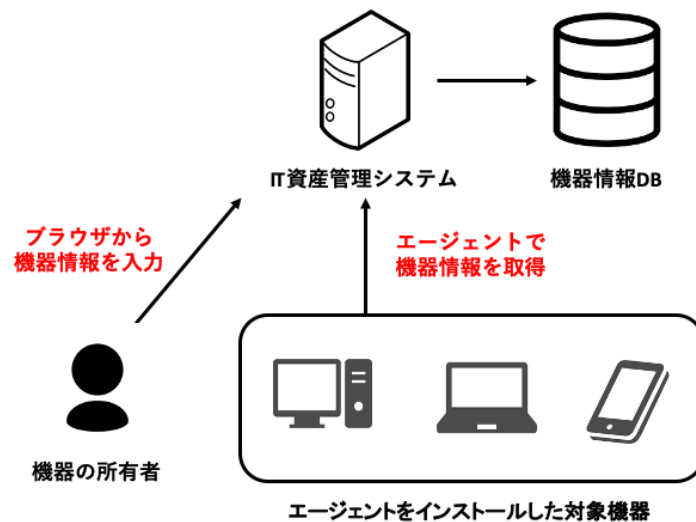 IT資産管理システム
機器情報DB
ブラウザから
機器情報を入力
エージェントで
機器情報を取得
機器の所有者
エージェントをインストールした対象機器